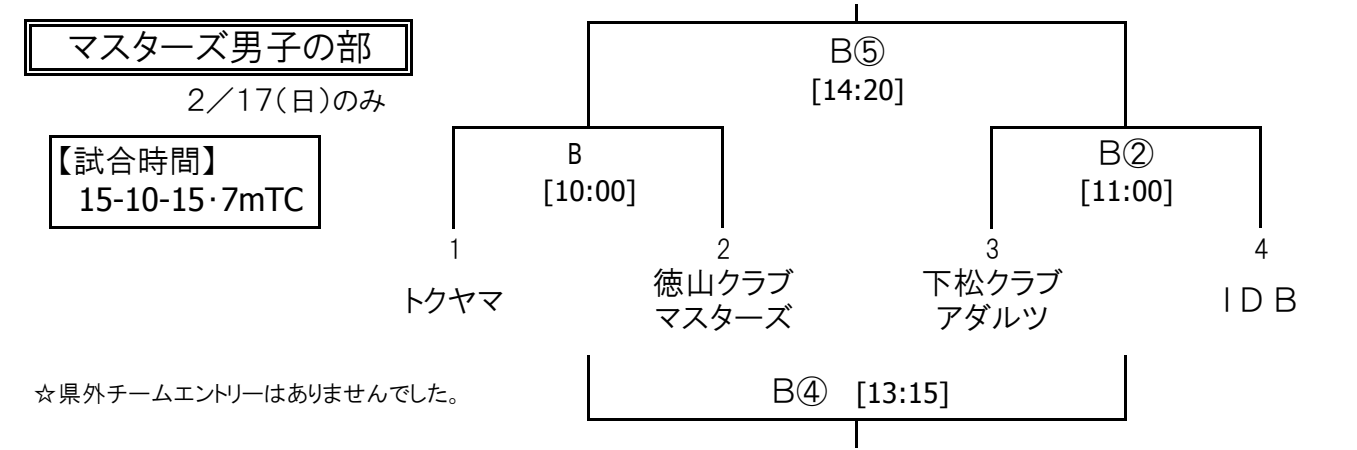 マスターズ男子の部
2／17(日)のみ
【試合時間】
15-10-15･7mTC
B⑤
[14:20]
B
[10:00]
B②
[11:00]
1
2
3
4
トクヤマ
徳山クラブ
マスターズ
下松クラブ
アダルツ
IDB
☆県外チームエントリーはありませんでした。
B④ [13:15]